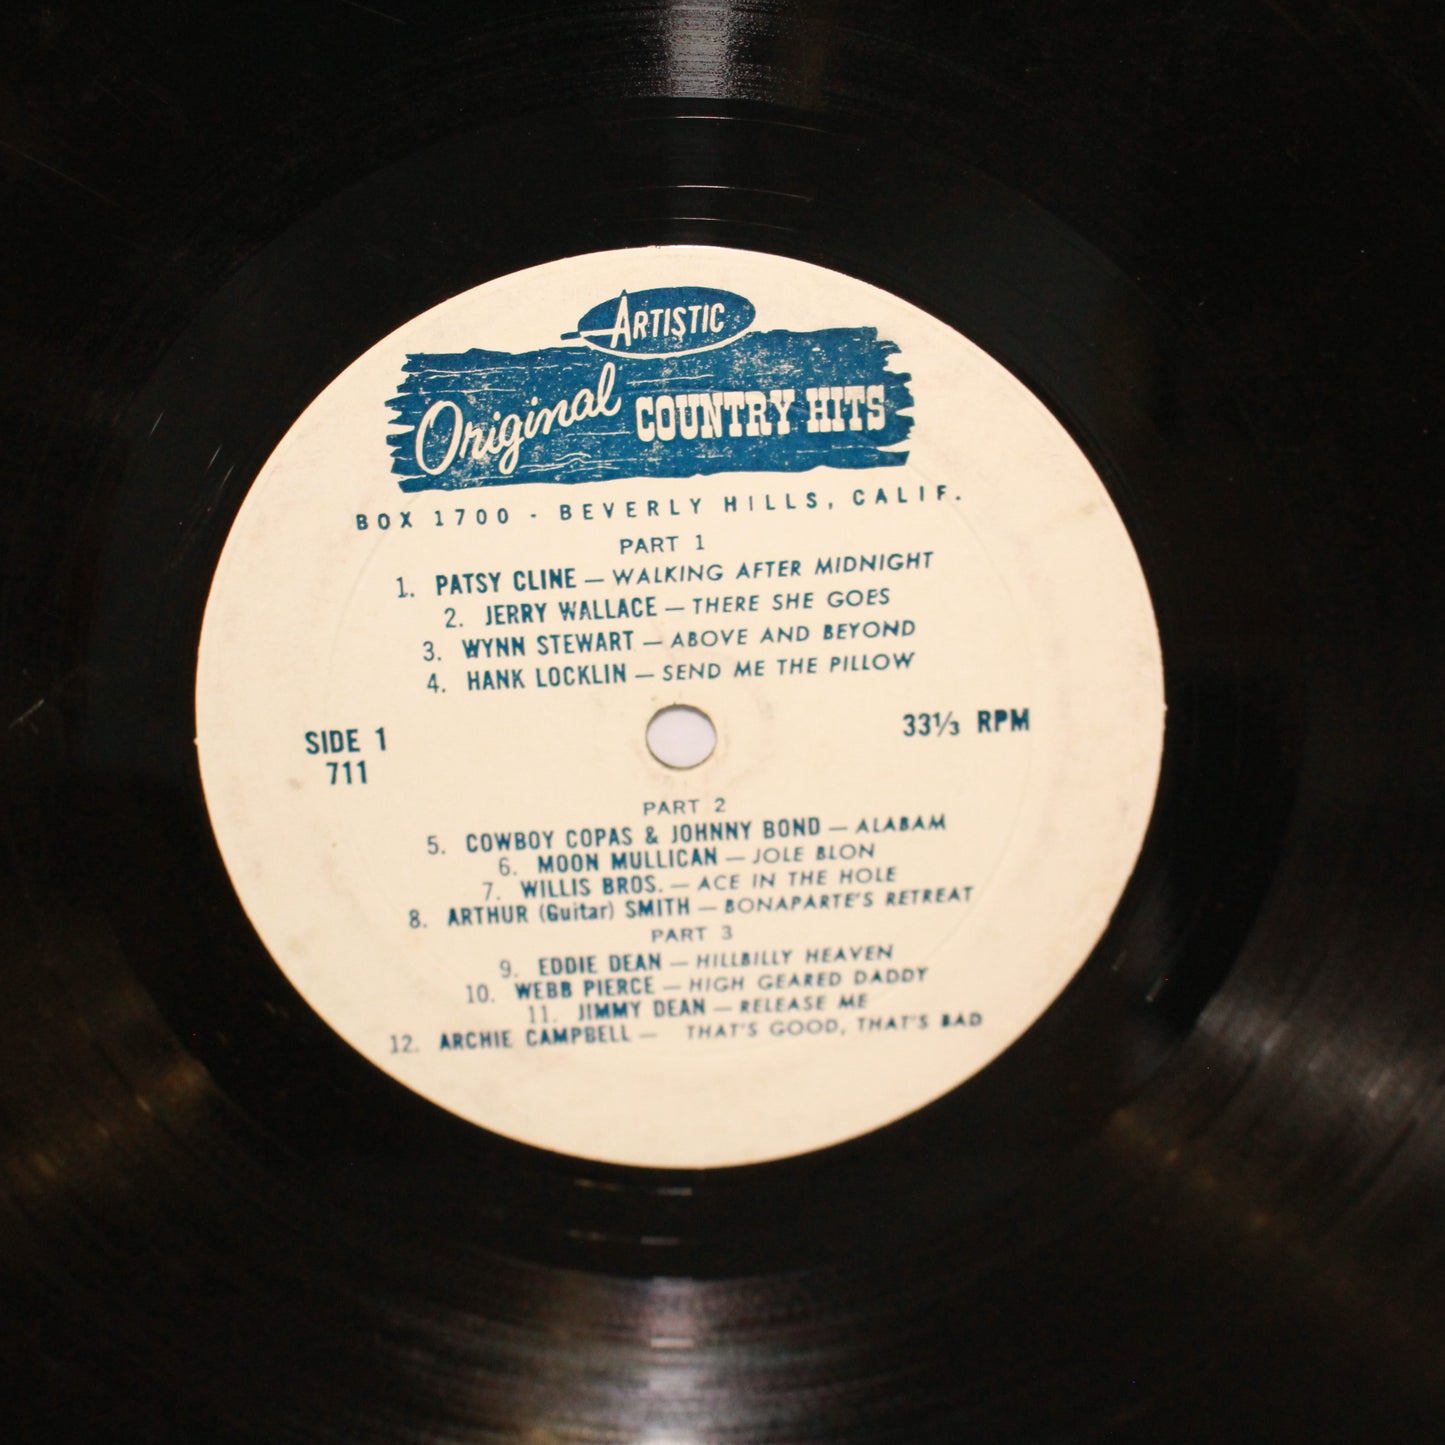 ARTISTIC
Original COUNTRY HITS
BOX 1700 - BEVERLY HILLS, CALIF.
PART 1
1. PATSY CLINE — WALKING AFTER MIDNIGHT
2. JERRY WALLACE — THERE SHE GOES
3. WYNN STEWART — ABOVE AND BEYOND
4. HANK LOCKLIN — SEND ME THE PILLOW
SIDE 1
711
33⅓ RPM
PART 2
5. COWBOY COPAS & JOHNNY BOND — ALABAM
6. MOON MULLICAN — JOLE BLON
7. WILLIS BROS. — ACE IN THE HOLE
8. ARTHUR (Guitar) SMITH — BONAPARTE'S RETREAT
PART 3
9. EDDIE DEAN — HILLBILLY HEAVEN
10. WEBB PIERCE — HIGH GEARED DADDY
11. JIMMY DEAN — RELEASE ME
12. ARCHIE CAMPBELL — THAT'S GOOD, THAT'S BAD